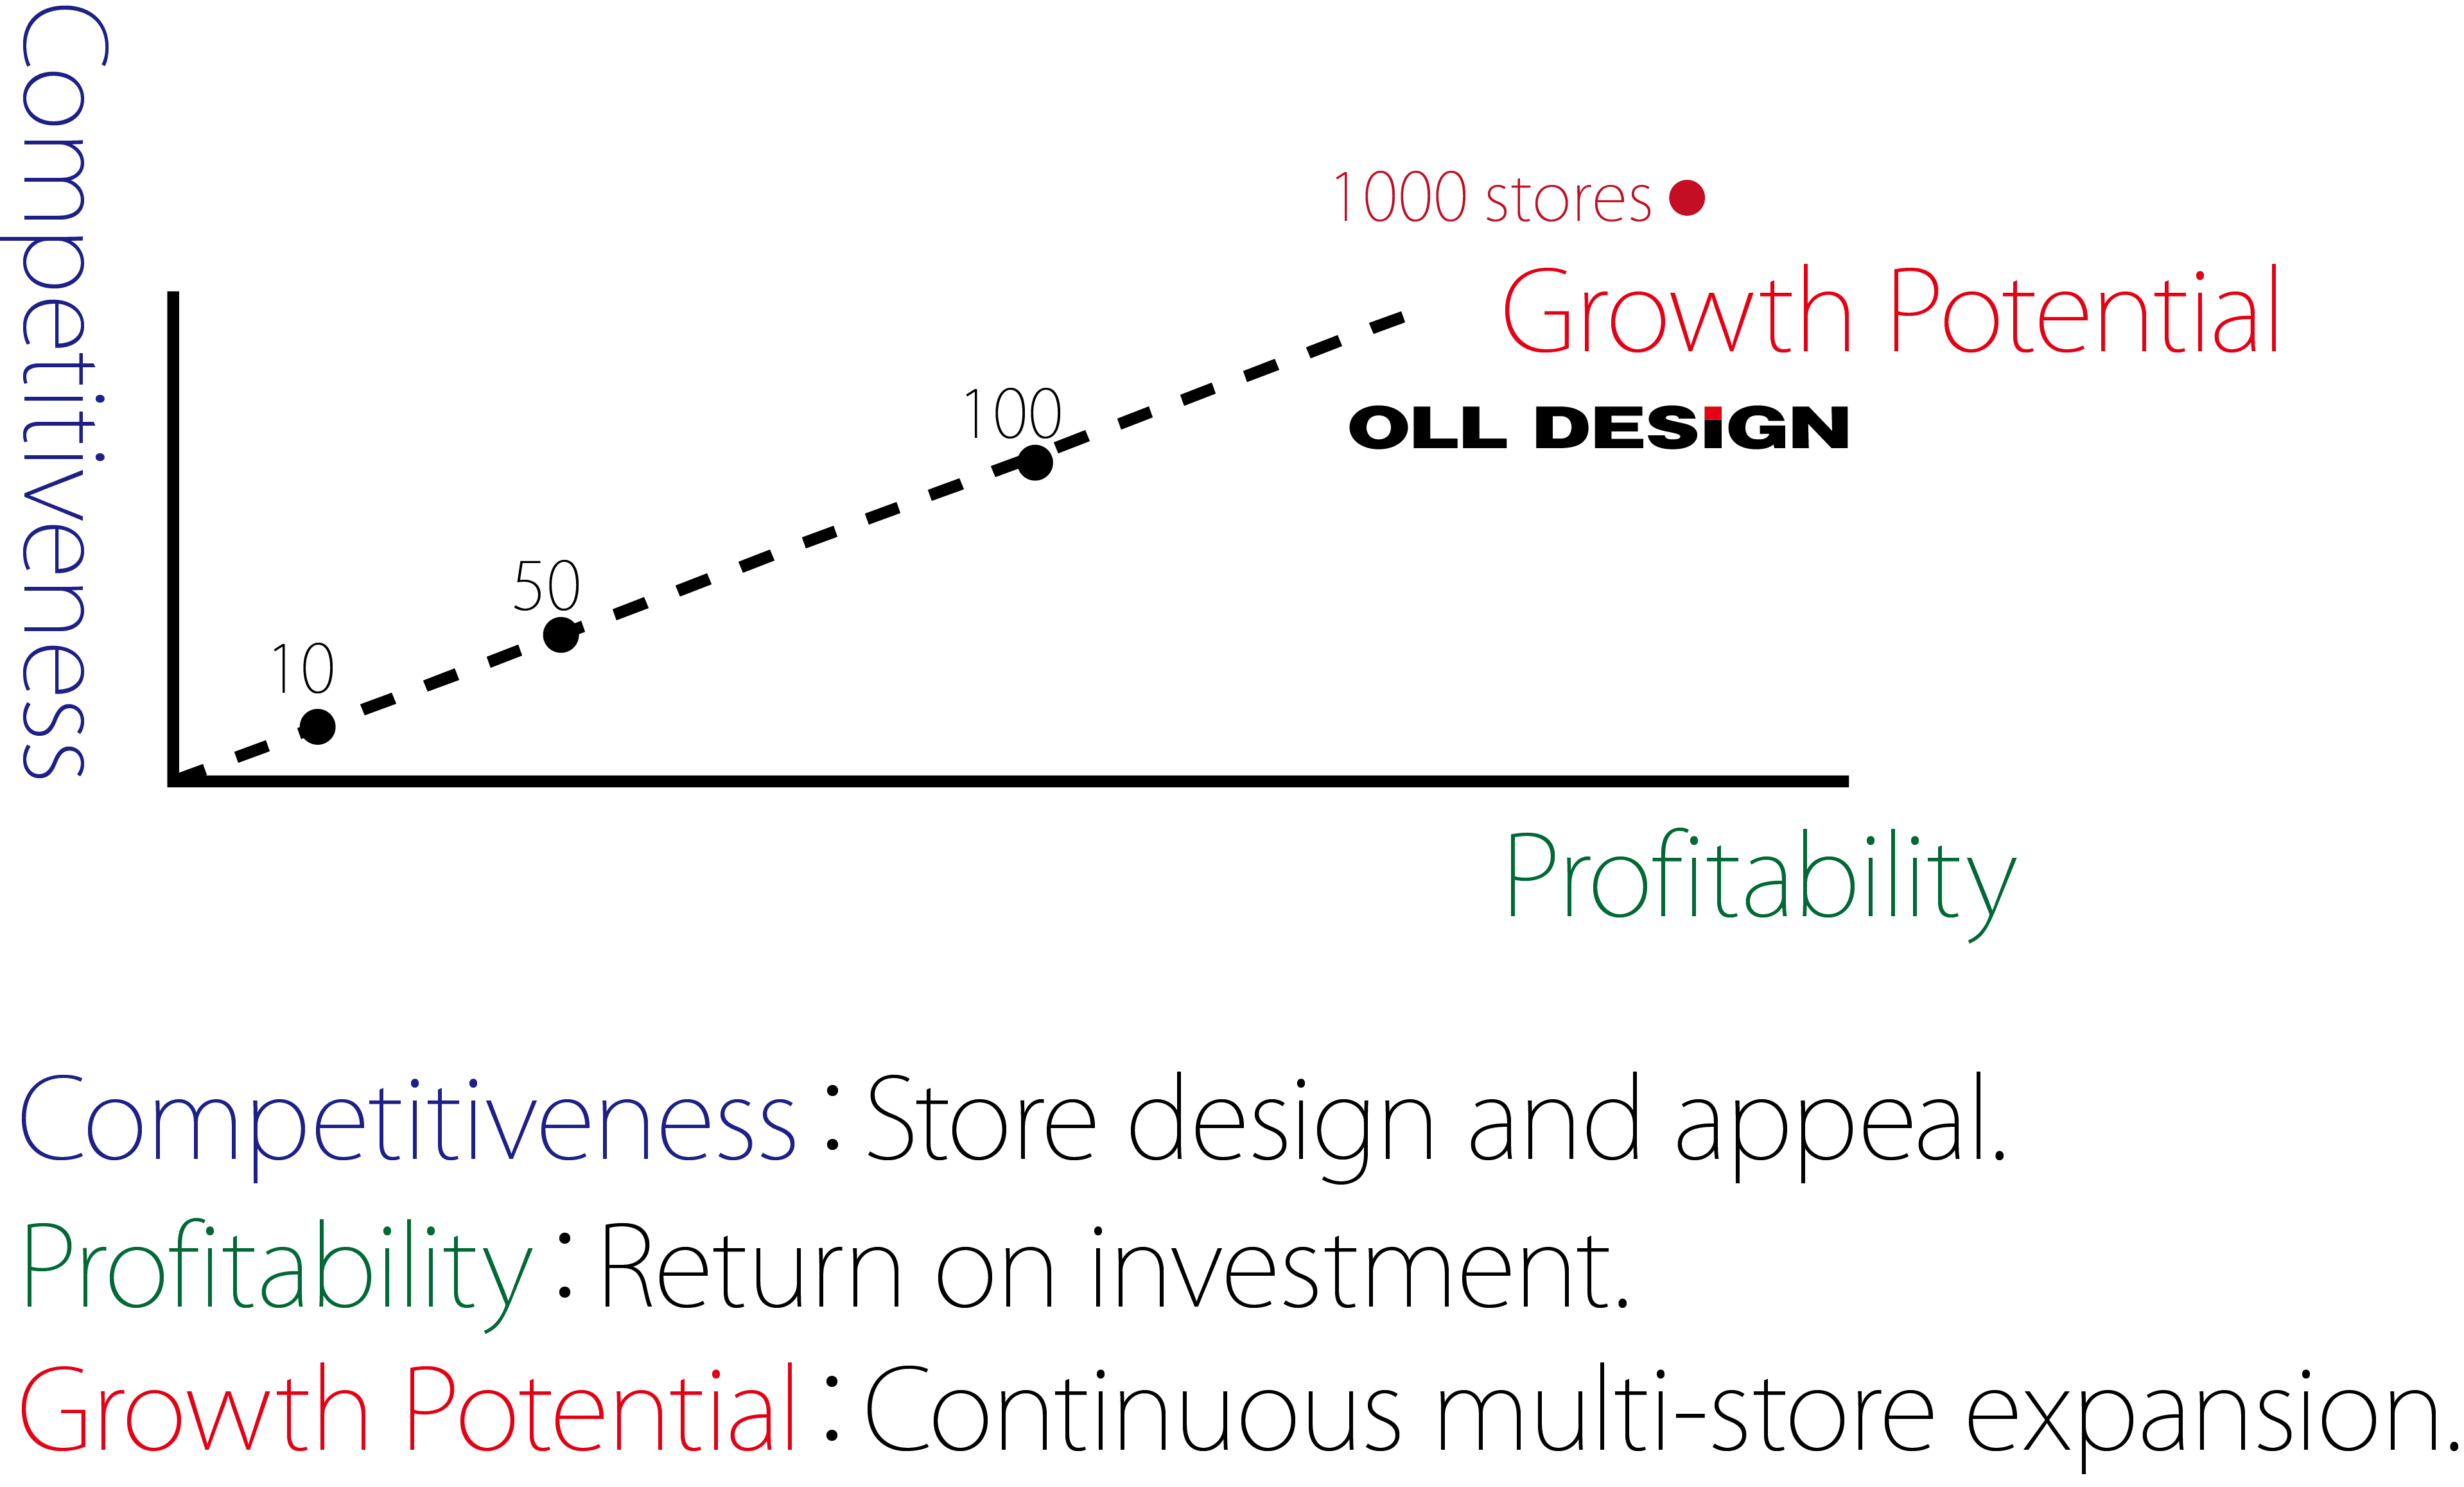 Competitiveness
1000 stores
Growth Potential
100
OLL DESiGN
50
10
Profitability
Competitiveness : Store design and appeal.
Profitability : Return on investment.
Growth Potential : Continuous multi-store expansion.